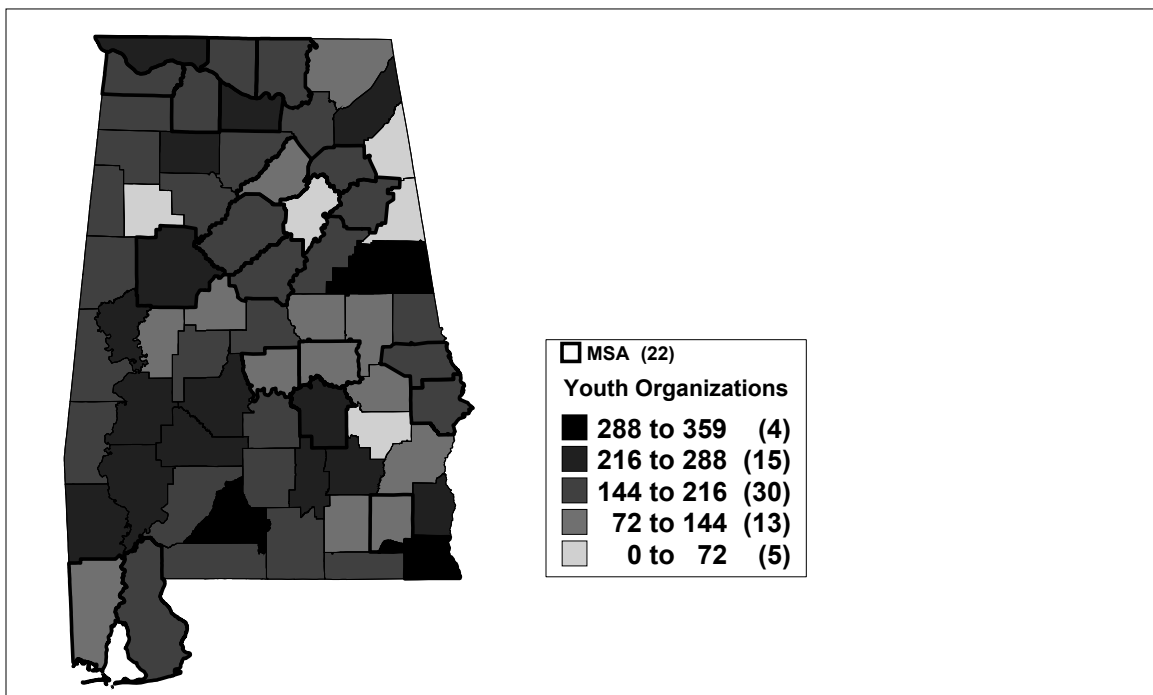 MSA (22)
Youth Organizations
288 to 359 (4)
216 to 288 (15)
144 to 216 (30)
72 to 144 (13)
0 to 72 (5)